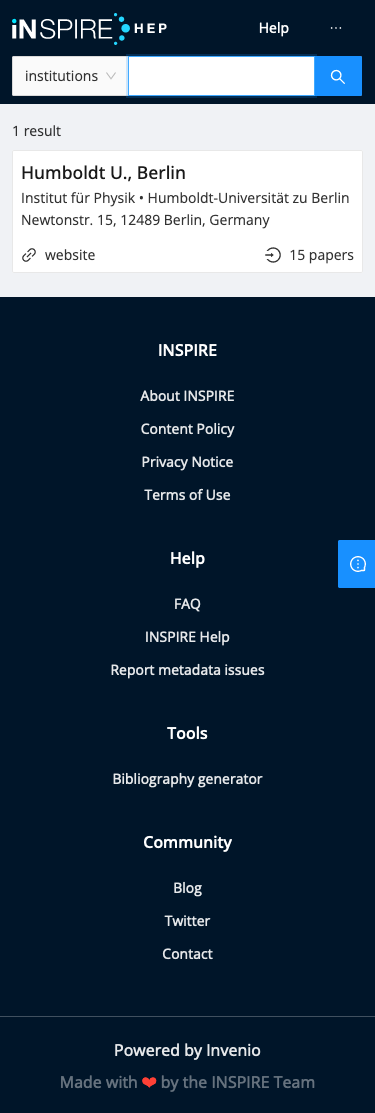 iNSPIRE HEP
Help
···
institutions
1 result
Humboldt U., Berlin
Institut für Physik • Humboldt-Universität zu Berlin
Newtonstr. 15, 12489 Berlin, Germany
website
15 papers
INSPIRE
About INSPIRE
Content Policy
Privacy Notice
Terms of Use
Help
FAQ
INSPIRE Help
Report metadata issues
Tools
Bibliography generator
Community
Blog
Twitter
Contact
Powered by Invenio
Made with ❤ by the INSPIRE Team